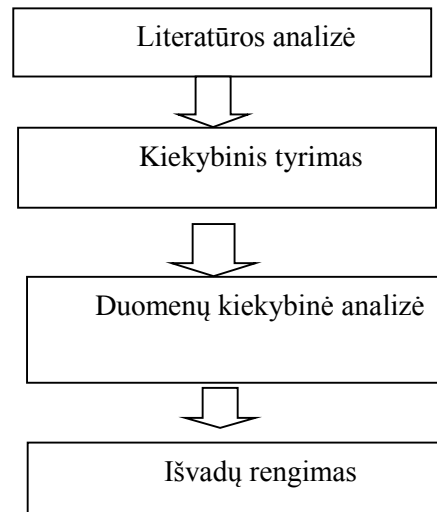 Literatūros analizė
Kiekybinis tyrimas
Duomenų kiekybinė analizė
Išvadų rengimas